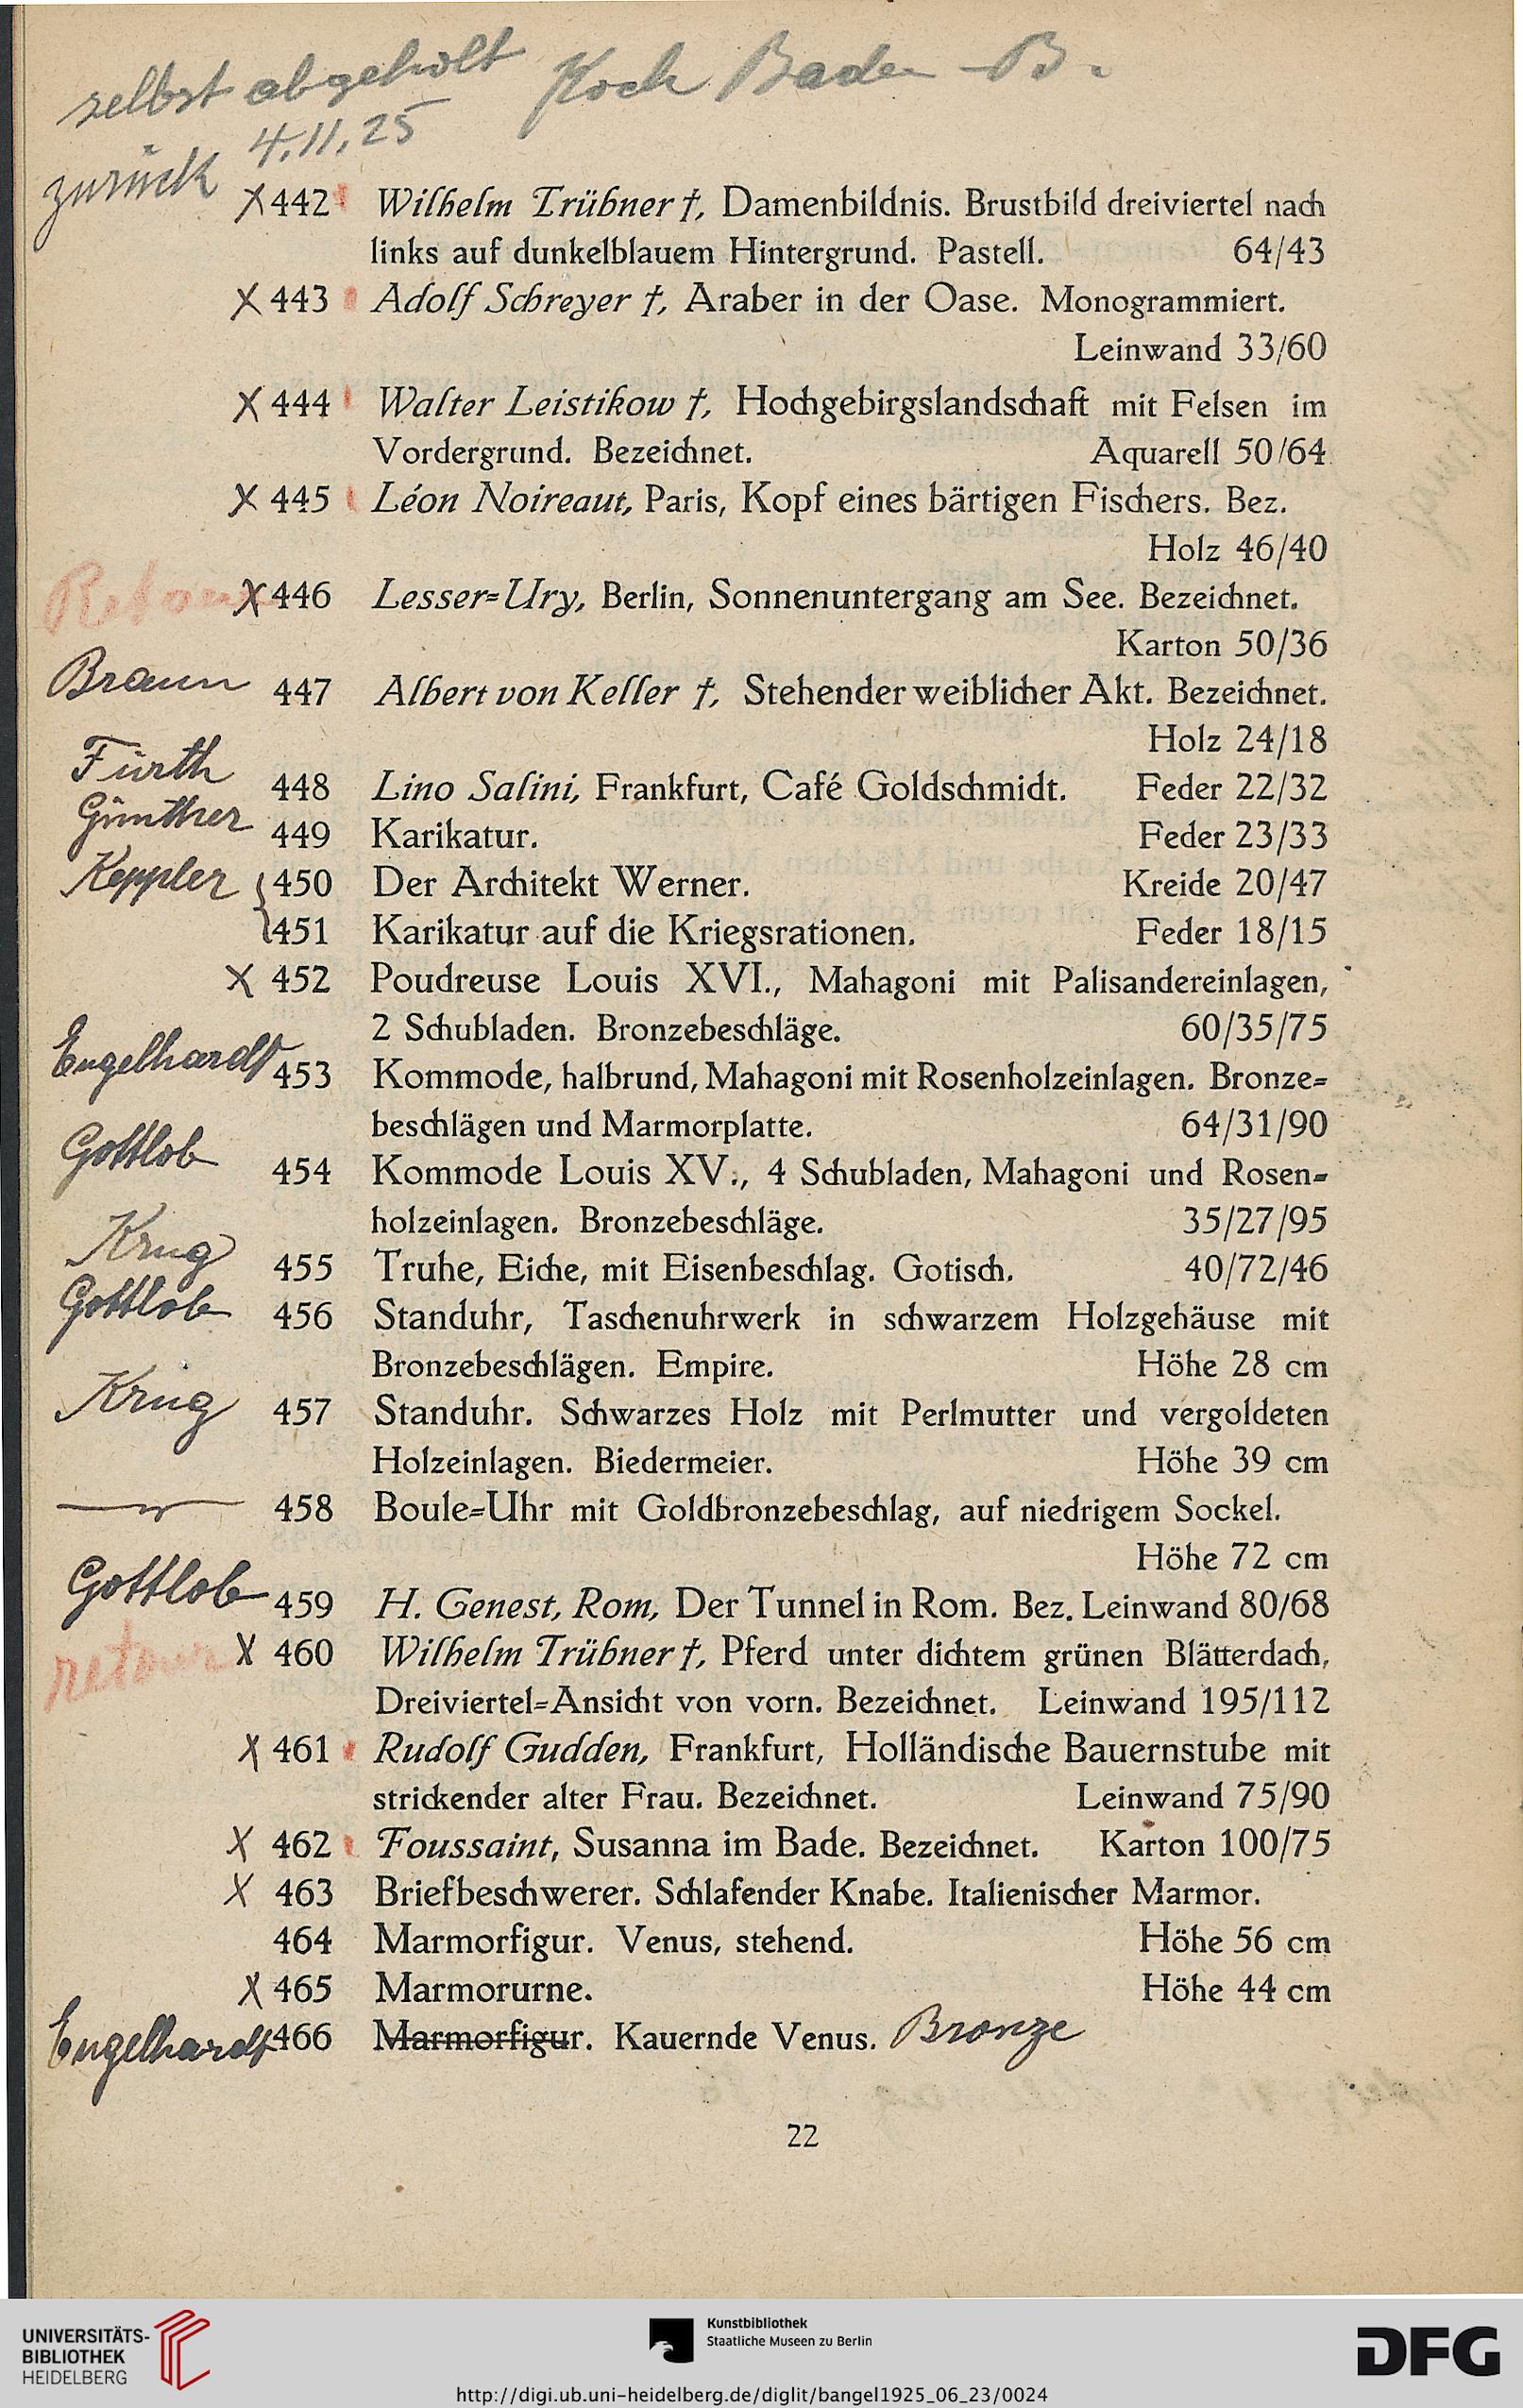 selbst abgeholt Koch Baden-B.
4.11.25
zurück
X 442 Wilhelm Trübner †, Damenbildnis. Brustbild dreiviertel nach
links auf dunkelblauem Hintergrund. Pastell. 64/43
X 443 Adolf Schreyer †, Araber in der Oase. Monogrammiert.
Leinwand 33/60
X 444 Walter Leistikow †, Hochgebirgslandschaft mit Felsen im
Vordergrund. Bezeichnet. Aquarell 50/64
X 445 Léon Noireaut, Paris, Kopf eines bärtigen Fischers. Bez.
Holz 46/40
Retour X 446 Lesser=Ury, Berlin, Sonnenuntergang am See. Bezeichnet.
Karton 50/36
Braun 447 Albert von Keller †, Stehender weiblicher Akt. Bezeichnet.
Holz 24/18
Fürth 448 Lino Salini, Frankfurt, Café Goldschmidt. Feder 22/32
Günther 449 Karikatur. Feder 23/33
Keppler 450 Der Architekt Werner. Kreide 20/47
451 Karikatur auf die Kriegsrationen. Feder 18/15
X 452 Poudreuse Louis XVI., Mahagoni mit Palisandereinlagen,
2 Schubladen. Bronzebeschläge. 60/35/75
Engelhardt 453 Kommode, halbrund, Mahagoni mit Rosenholzeinlagen. Bronze=
beschlägen und Marmorplatte. 64/31/90
Gottlob 454 Kommode Louis XV., 4 Schubladen, Mahagoni und Rosen=
holzeinlagen. Bronzebeschläge. 35/27/95
Krug 455 Truhe, Eiche, mit Eisenbeschlag. Gotisch. 40/72/46
Gottlob 456 Standuhr, Taschenuhrwerk in schwarzem Holzgehäuse mit
Bronzebeschlägen. Empire. Höhe 28 cm
Krug 457 Standuhr. Schwarzes Holz mit Perlmutter und vergoldeten
Holzeinlagen. Biedermeier. Höhe 39 cm
458 Boule=Uhr mit Goldbronzebeschlag, auf niedrigem Sockel.
Höhe 72 cm
Gottlob 459 H. Genest, Rom, Der Tunnel in Rom. Bez. Leinwand 80/68
retour X 460 Wilhelm Trübner †, Pferd unter dichtem grünen Blätterdach,
Dreiviertel=Ansicht von vorn. Bezeichnet. Leinwand 195/112
X 461 Rudolf Gudden, Frankfurt, Holländische Bauernstube mit
strickender alter Frau. Bezeichnet. Leinwand 75/90
X 462 Toussaint, Susanna im Bade. Bezeichnet. Karton 100/75
X 463 Briefbeschwerer. Schlafender Knabe. Italienischer Marmor.
464 Marmorfigur. Venus, stehend. Höhe 56 cm
X 465 Marmorurne. Höhe 44 cm
Engelhardt 466 Marmorfigur. Kauernde Venus. Bronze
22
UNIVERSITÄTS-
BIBLIOTHEK
HEIDELBERG
Kunstbibliothek
Staatliche Museen zu Berlin
DFG
http://digi.ub.uni-heidelberg.de/diglit/bangel1925_06_23/0024